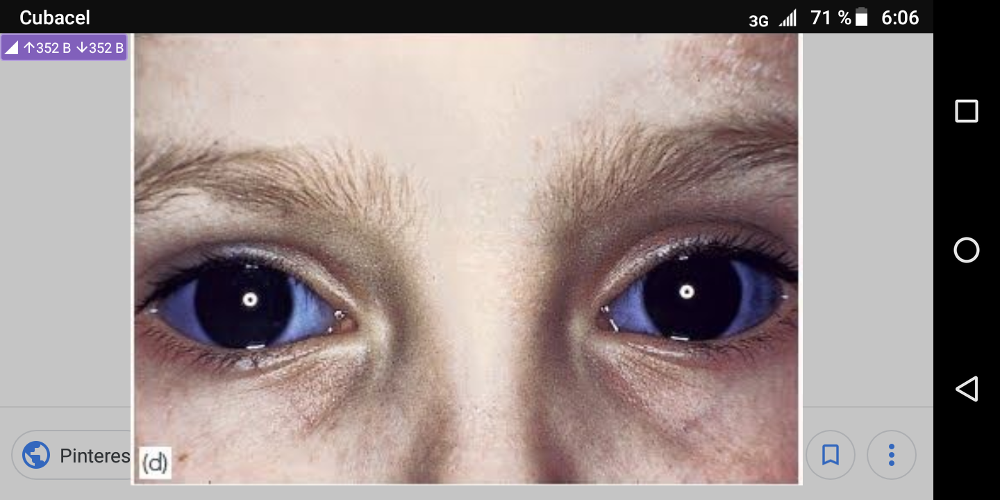 Cubacel
3G 71 % 6:06
↑352 B ↓352 B
Pinteres
(d)